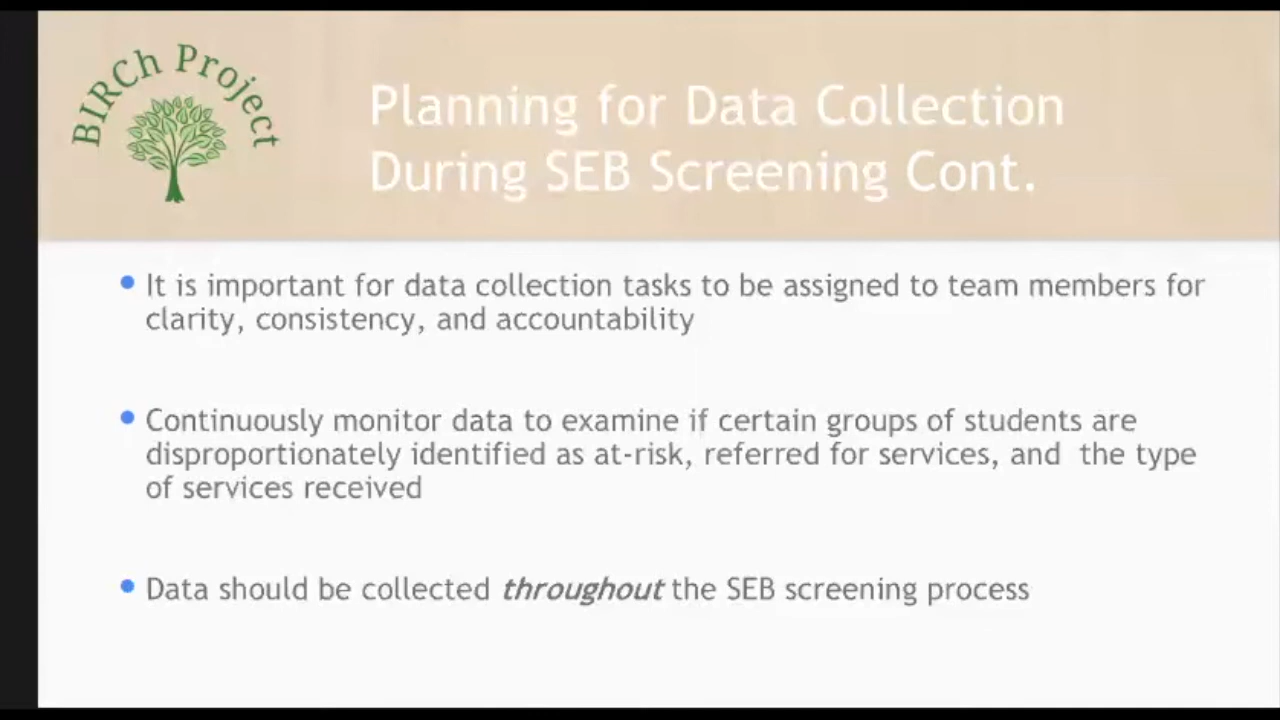 BIRCh Project
Planning for Data Collection
During SEB Screening Cont.
• It is important for data collection tasks to be assigned to team members for
clarity, consistency, and accountability
• Continuously monitor data to examine if certain groups of students are
disproportionately identified as at-risk, referred for services, and  the type
of services received
• Data should be collected throughout the SEB screening process